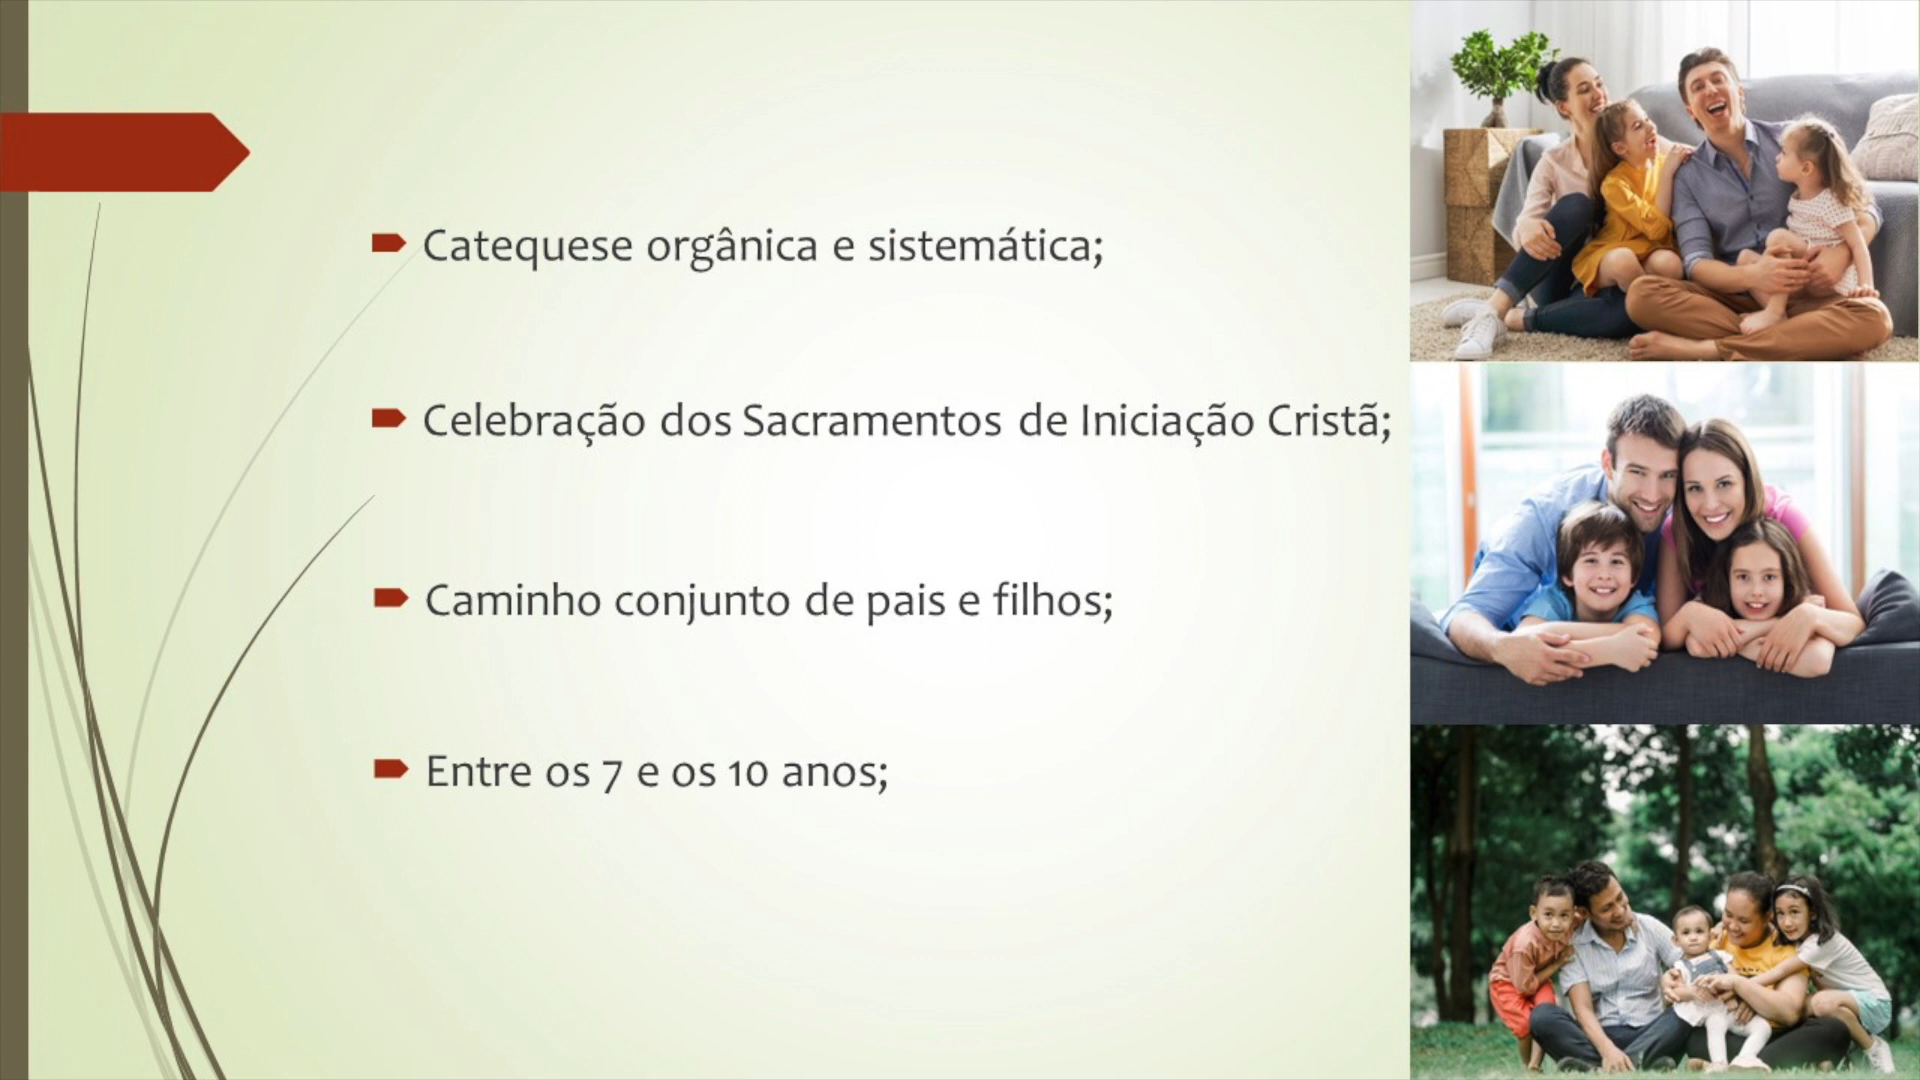 Catequese orgânica e sistemática;
Celebração dos Sacramentos de Iniciação Cristã;
Caminho conjunto de pais e filhos;
Entre os 7 e os 10 anos;